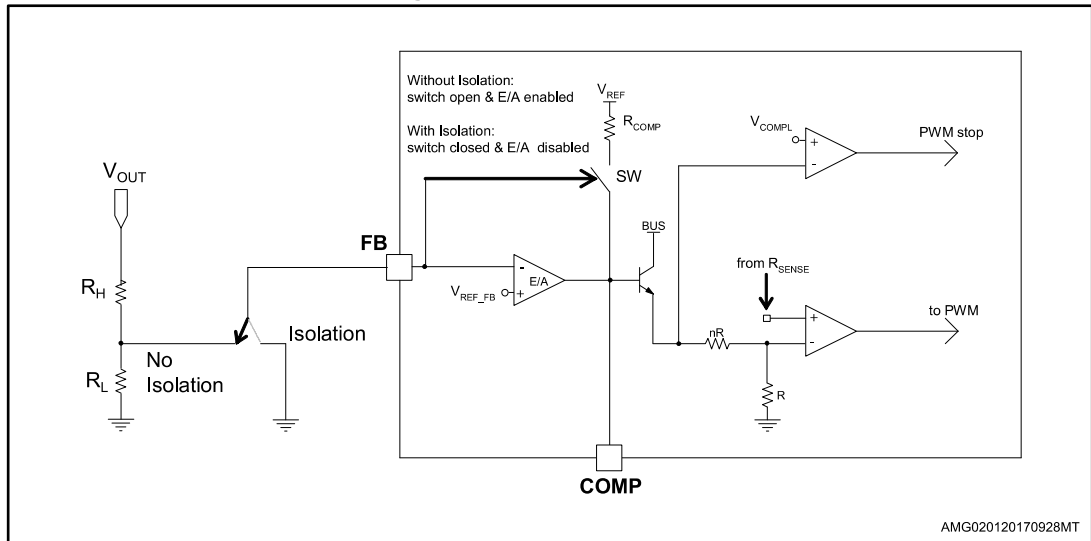 Without Isolation:
switch open & E/A enabled
With Isolation:
switch closed & E/A disabled
VREF
RCOMP
SW
VCOMPL
+
-
PWM stop
VOUT
RH
RL
No
Isolation
Isolation
FB
-
E/A
VREF_FB
+
BUS
from RSENSE
+
-
to PWM
nR
R
COMP
AMG020120170928MT